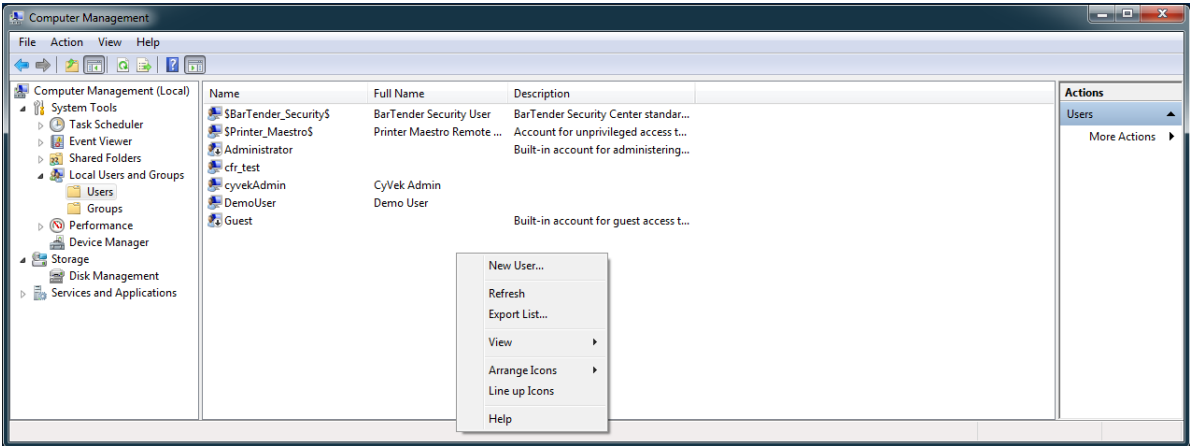 Computer Management
File Action View Help
Computer Management (Local)
System Tools
Task Scheduler
Event Viewer
Shared Folders
Local Users and Groups
Users
Groups
Performance
Device Manager
Storage
Disk Management
Services and Applications
Name Full Name Description
$BarTender_Security$ BarTender Security User BarTender Security Center standar...
$Printer_Maestro$ Printer Maestro Remote ... Account for unprivileged access t...
Administrator Built-in account for administering...
cfr_test
cyvekAdmin CyVek Admin
DemoUser Demo User
Guest Built-in account for guest access t...
New User...
Refresh
Export List...
View
Arrange Icons
Line up Icons
Help
Actions
Users
More Actions